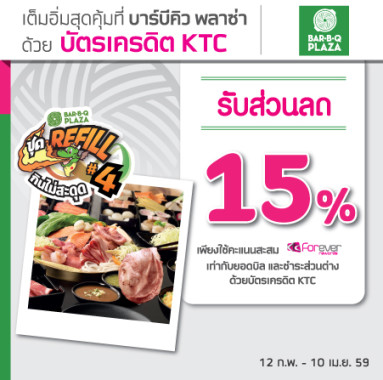 เต็มอิ่มสุดคุ้มที่ บาร์บีคิว พลาซ่า
ด้วย บัตรเครดิต KTC
BAR·B·Q
PLAZA
รับส่วนลด
15%
BAR·B·Q
PLAZA
ชุด REFILL
#4
กินไม่สะดุด
เพียงใช้คะแนนสะสม Forever
เท่ากับยอดบิล และชำระส่วนต่าง
ด้วยบัตรเครดิต KTC
12 ก.พ. - 10 เม.ย. 59